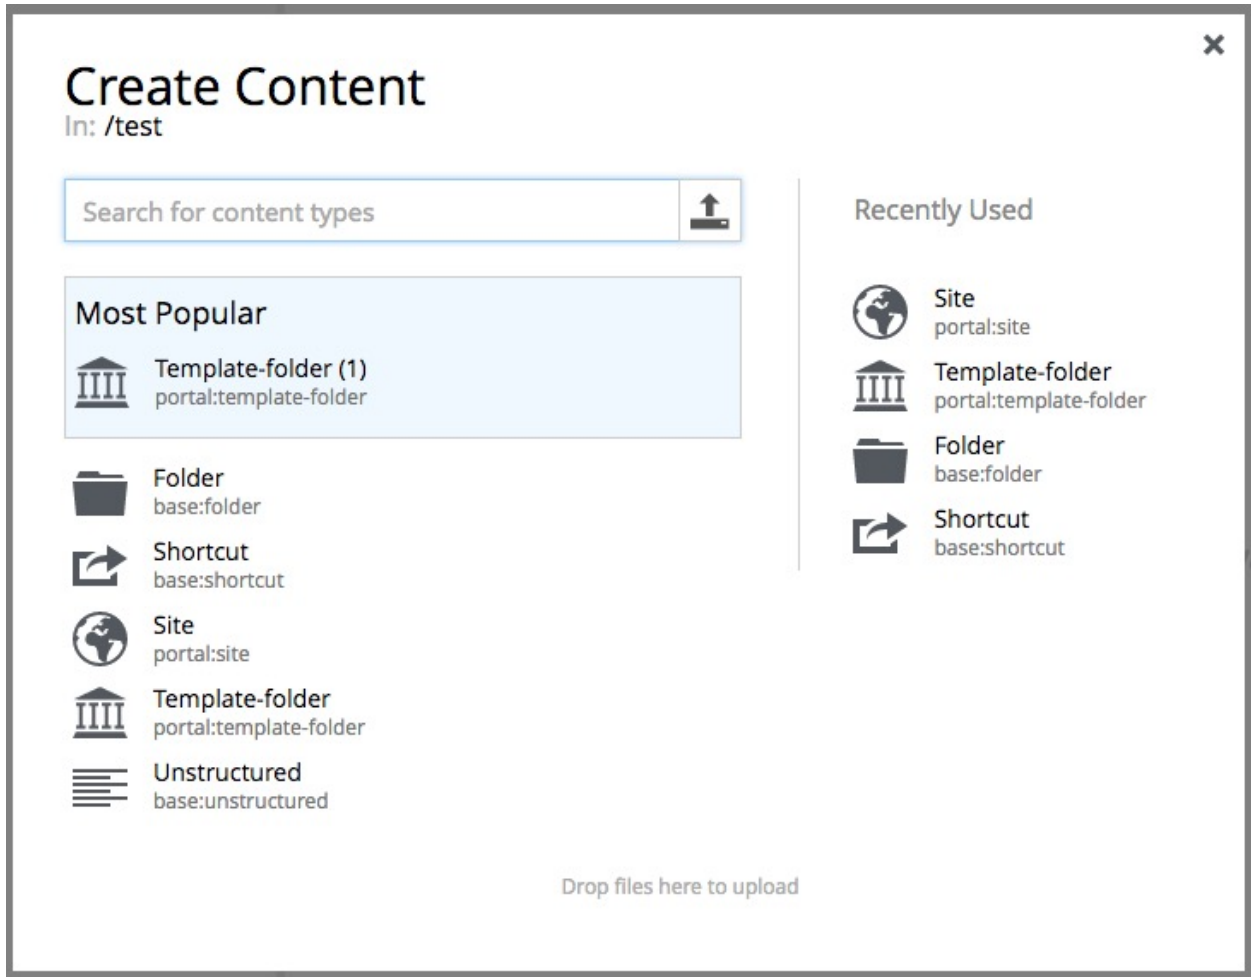 Create Content
In: /test
Search for content types
Most Popular
Template-folder (1)
portal:template-folder
Folder
base:folder
Shortcut
base:shortcut
Site
portal:site
Template-folder
portal:template-folder
Unstructured
base:unstructured
Recently Used
Site
portal:site
Template-folder
portal:template-folder
Folder
base:folder
Shortcut
base:shortcut
Drop files here to upload